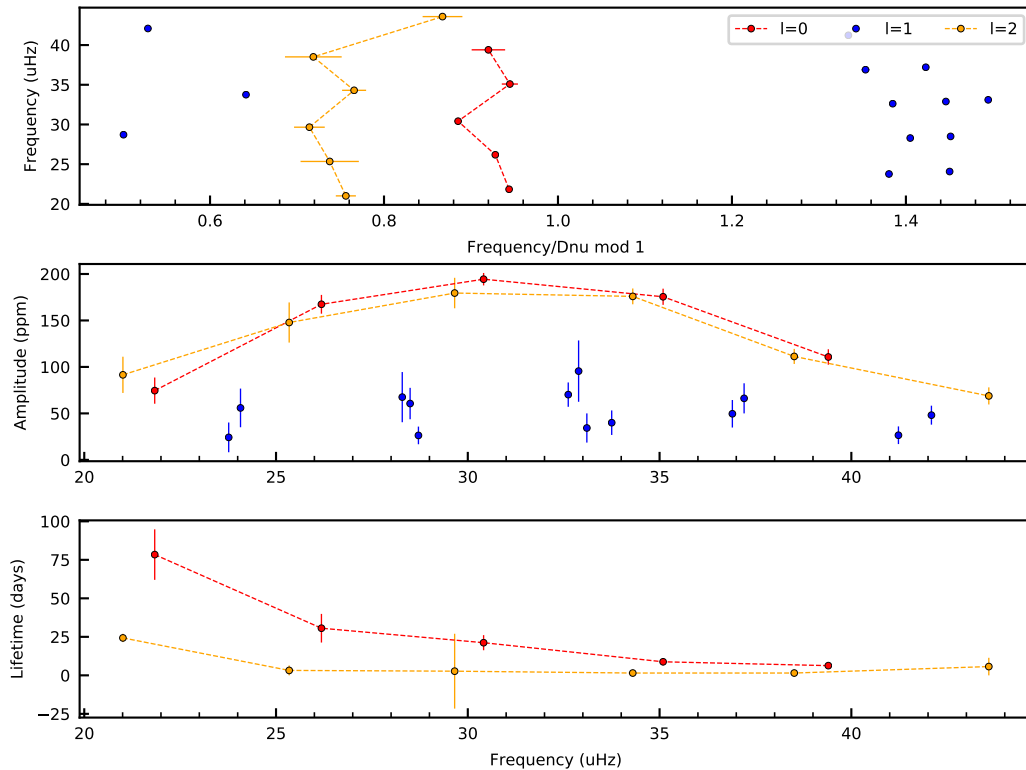 40
35
30
25
20
Frequency (uHz)
l=0 l=1 l=2
0.6 0.8 1.0 1.2 1.4
Frequency/Dnu mod 1
200
150
100
50
0
Amplitude (ppm)
20 25 30 35 40
100
75
50
25
0
−25
Lifetime (days)
20 25 30 35 40
Frequency (uHz)